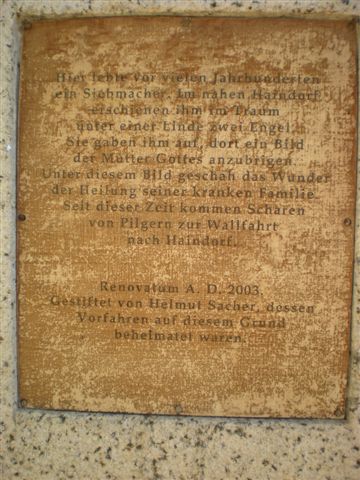 Hier lebte vor vielen Jahrhunderten
ein Siebmacher. Im nahen Haindorf
erschienen ihm im Traum
unter einer Linde zwei Engel.
Sie gaben ihm auf, dort ein Bild
der Mutter Gottes anzubrigen.
Unter diesem Bild geschah das Wunder
der Heilung seiner kranken Familie.
Seit dieser Zeit kommen Scharen
von Pilgern zur Wallfahrt
nach Haindorf.
Renovatum A. D. 2003.
Gestiftet von Helmut Sacher, dessen
Vorfahren auf diesem Grund
beheimatet waren.